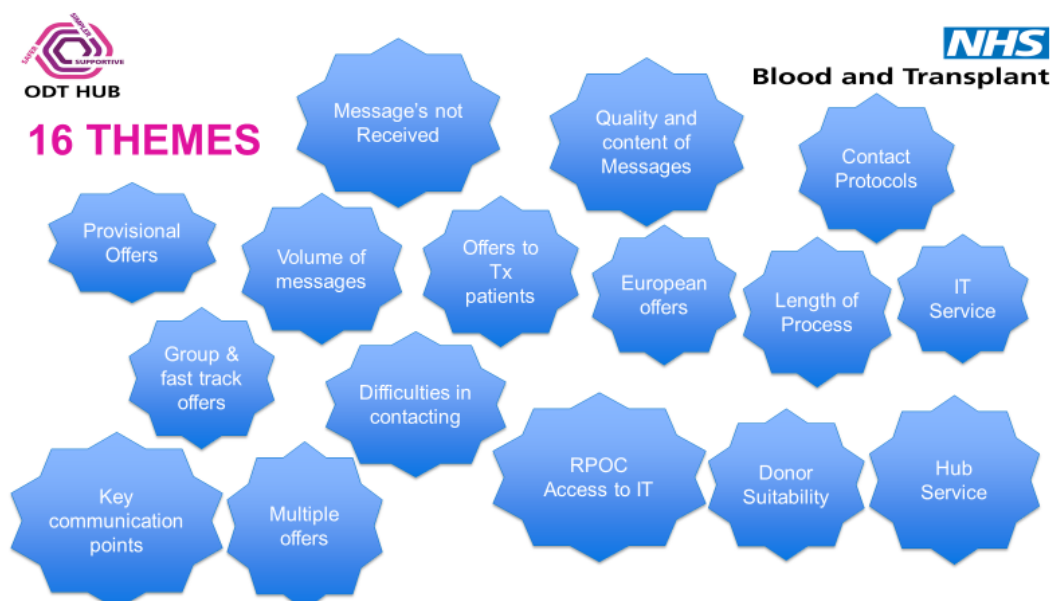 SAFER
SIMPLER
SUPPORTIVE
ODT HUB
NHS
Blood and Transplant
16 THEMES
Message's not
Received
Quality and
content of
Messages
Contact
Protocols
Provisional
Offers
Volume of
messages
Offers to
Tx
patients
European
offers
Length of
Process
IT
Service
Group &
fast track
offers
Difficulties in
contacting
RPOC
Access to IT
Donor
Suitability
Hub
Service
Key
communication
points
Multiple
offers